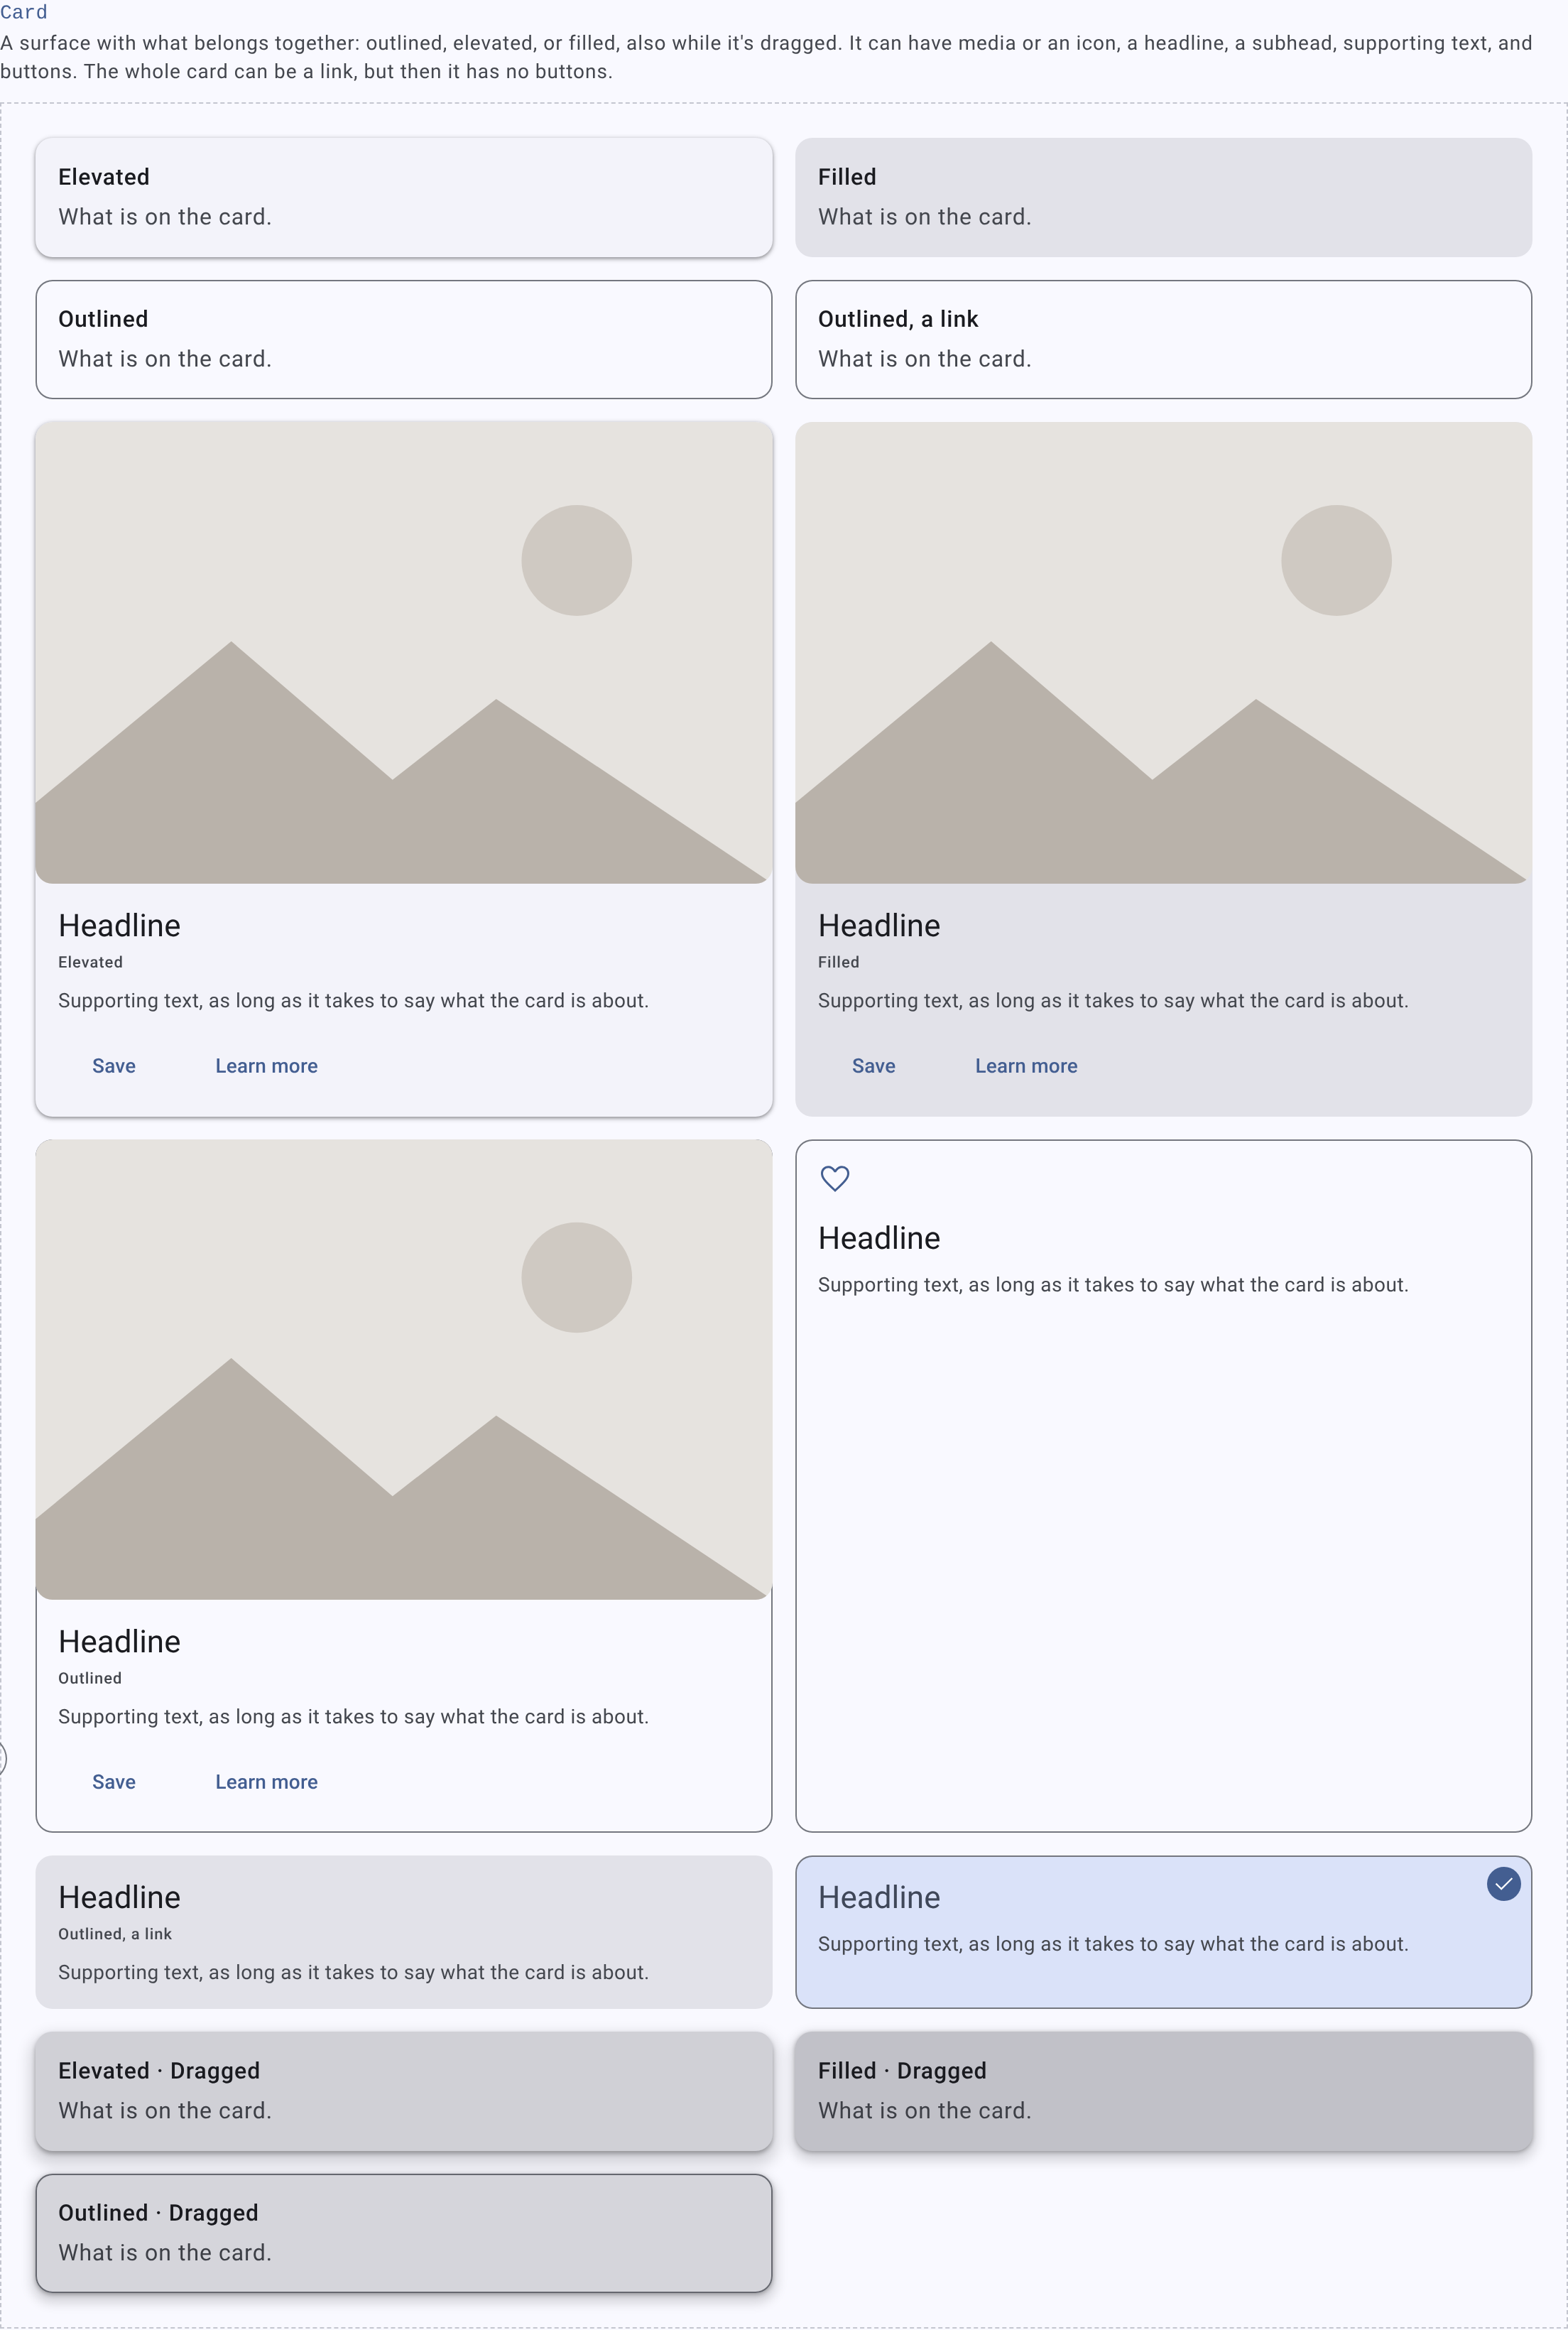 Card
A surface with what belongs together: outlined, elevated, or filled, also while it's dragged. It can have media or an icon, a headline, a subhead, supporting text, and
buttons. The whole card can be a link, but then it has no buttons.
Elevated
What is on the card.
Filled
What is on the card.
Outlined
What is on the card.
Outlined, a link
What is on the card.
Headline
Elevated
Supporting text, as long as it takes to say what the card is about.
Save
Learn more
Headline
Filled
Supporting text, as long as it takes to say what the card is about.
Save
Learn more
Headline
Outlined
Supporting text, as long as it takes to say what the card is about.
Save
Learn more
Headline
Supporting text, as long as it takes to say what the card is about.
Headline
Outlined, a link
Supporting text, as long as it takes to say what the card is about.
Headline
Supporting text, as long as it takes to say what the card is about.
Elevated · Dragged
What is on the card.
Filled · Dragged
What is on the card.
Outlined · Dragged
What is on the card.